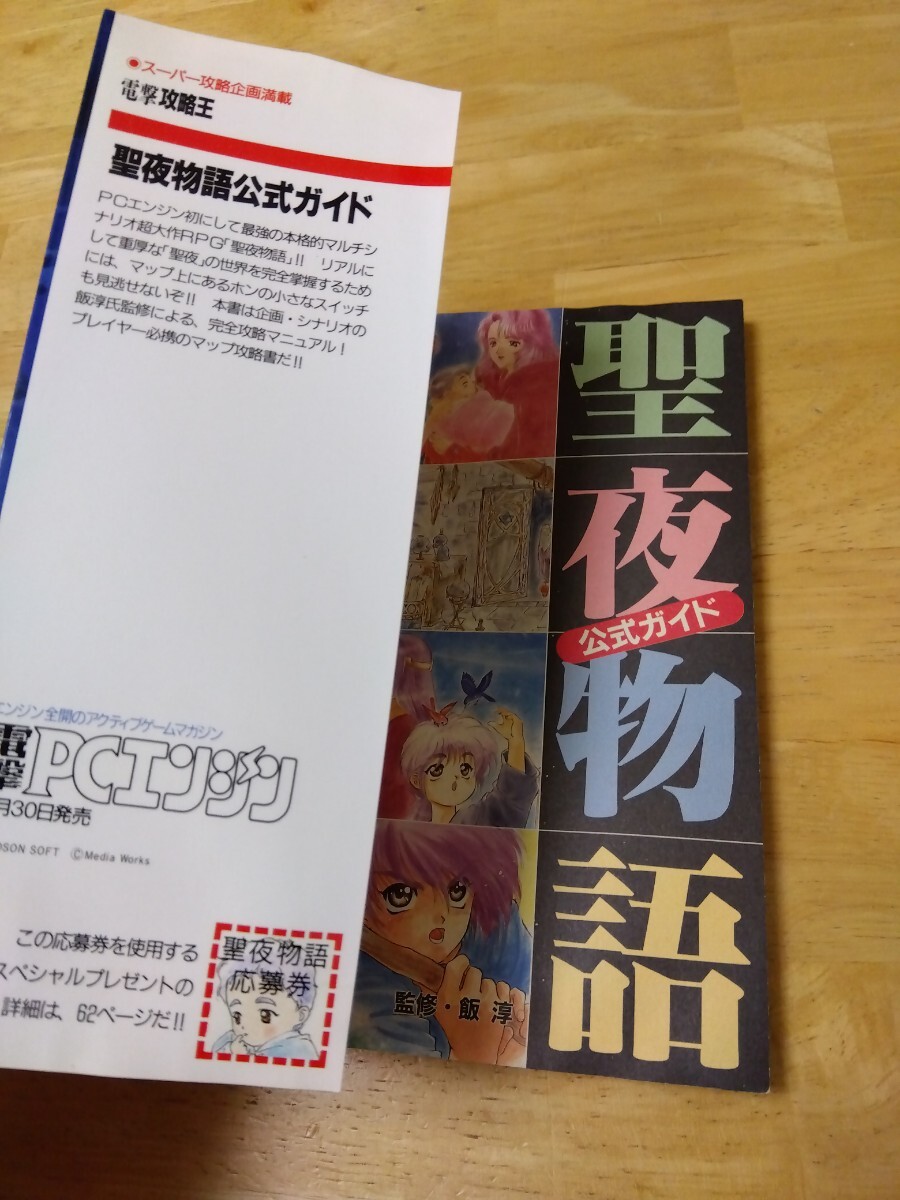 ●スーパー攻略企画満載
電撃攻略王
聖夜物語公式ガイド
PCエンジン初にして最強の本格的マルチシ
ナリオ超大作RPG「聖夜物語」!! リアルに
して重厚な「聖夜」の世界を完全掌握するため
には、マップ上にあるホンの小さなスイッチ
も見逃せないぞ!! 本書は企画・シナリオの
飯淳氏監修による、完全攻略マニュアル!
プレイヤー必携のマップ攻略書だ!!
エンジン全開のアクティブゲームマガジン
電撃PCエンジン
月30日発売
DSON SOFT ©Media Works
この応募券を使用する
スペシャルプレゼントの
詳細は、62ページだ!!
聖夜物語
応募券
聖夜物語
公式ガイド
監修・飯 淳